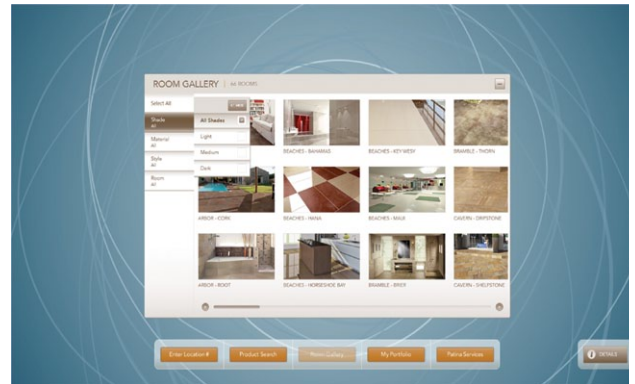 ROOM GALLERY | 66 ROOMS
Select All
Shade
All
Material
All
Style
All
Room
All
All Shades
Light
Medium
Dark
BEACHES - BAHAMAS
BEACHES - KEY WEST
BRAMBLE - THORN
ARBOR - CORK
BEACHES - HANA
BEACHES - MAUI
CAVERN - DRIPSTONE
ARBOR - ROOT
BEACHES - HORSESHOE BAY
BRAMBLE - BRIER
CAVERN - SHELFSTONE
Enter Location #
Product Search
Room Gallery
My Portfolio
Patina Services
DETAILS